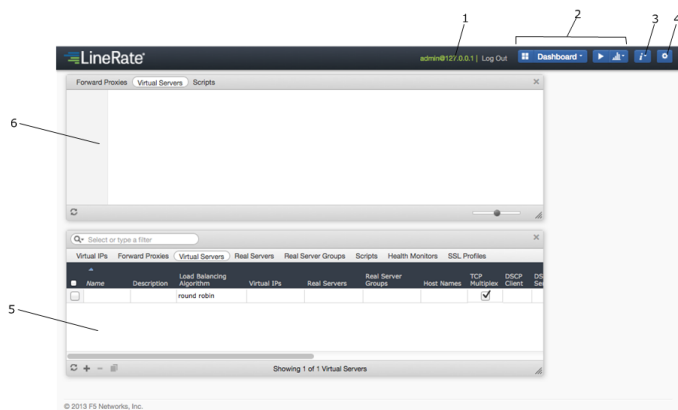 1
2
3
4
LineRate
admin@127.0.0.1 | Log Out
Dashboard
i
Forward Proxies Virtual Servers Scripts
6
Select or type a filter
Virtual IPs Forward Proxies Virtual Servers Real Servers Real Server Groups Scripts Health Monitors SSL Profiles
Name Description Load Balancing Algorithm Virtual IPs Real Servers Real Server Groups Host Names TCP Multiplex DSCP Client
round robin
5
Showing 1 of 1 Virtual Servers
© 2013 F5 Networks, Inc.